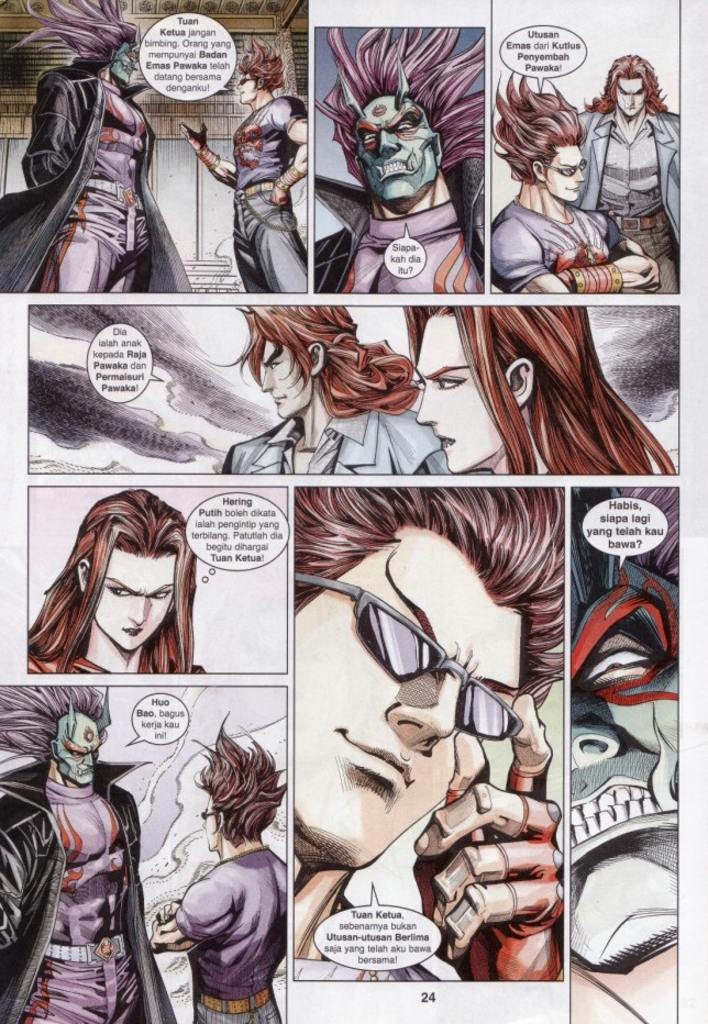 Tuan
Ketua jangan
bimbing. Orang yang
mempunyai Badan
Emas Pawaka telah
datang bersama
denganku!
Siapa-
kah dia
itu?
Utusan
Emas dari Kutlus
Penyembah
Pawaka!
Dia
ialah anak
kepada Raja
Pawaka dan
Permaisuri
Pawaka!
Hering
Putih boleh dikata
ialah pengintip yang
terbilang. Patutlah dia
begitu dihargai
Tuan Ketua!
Tuan Ketua,
sebenarnya bukan
Utusan-utusan Berlima
saja yang telah aku bawa
bersama!
Habis,
siapa lagi
yang telah kau
bawa?
Huo
Bao, bagus
kerja kau
ini!
24